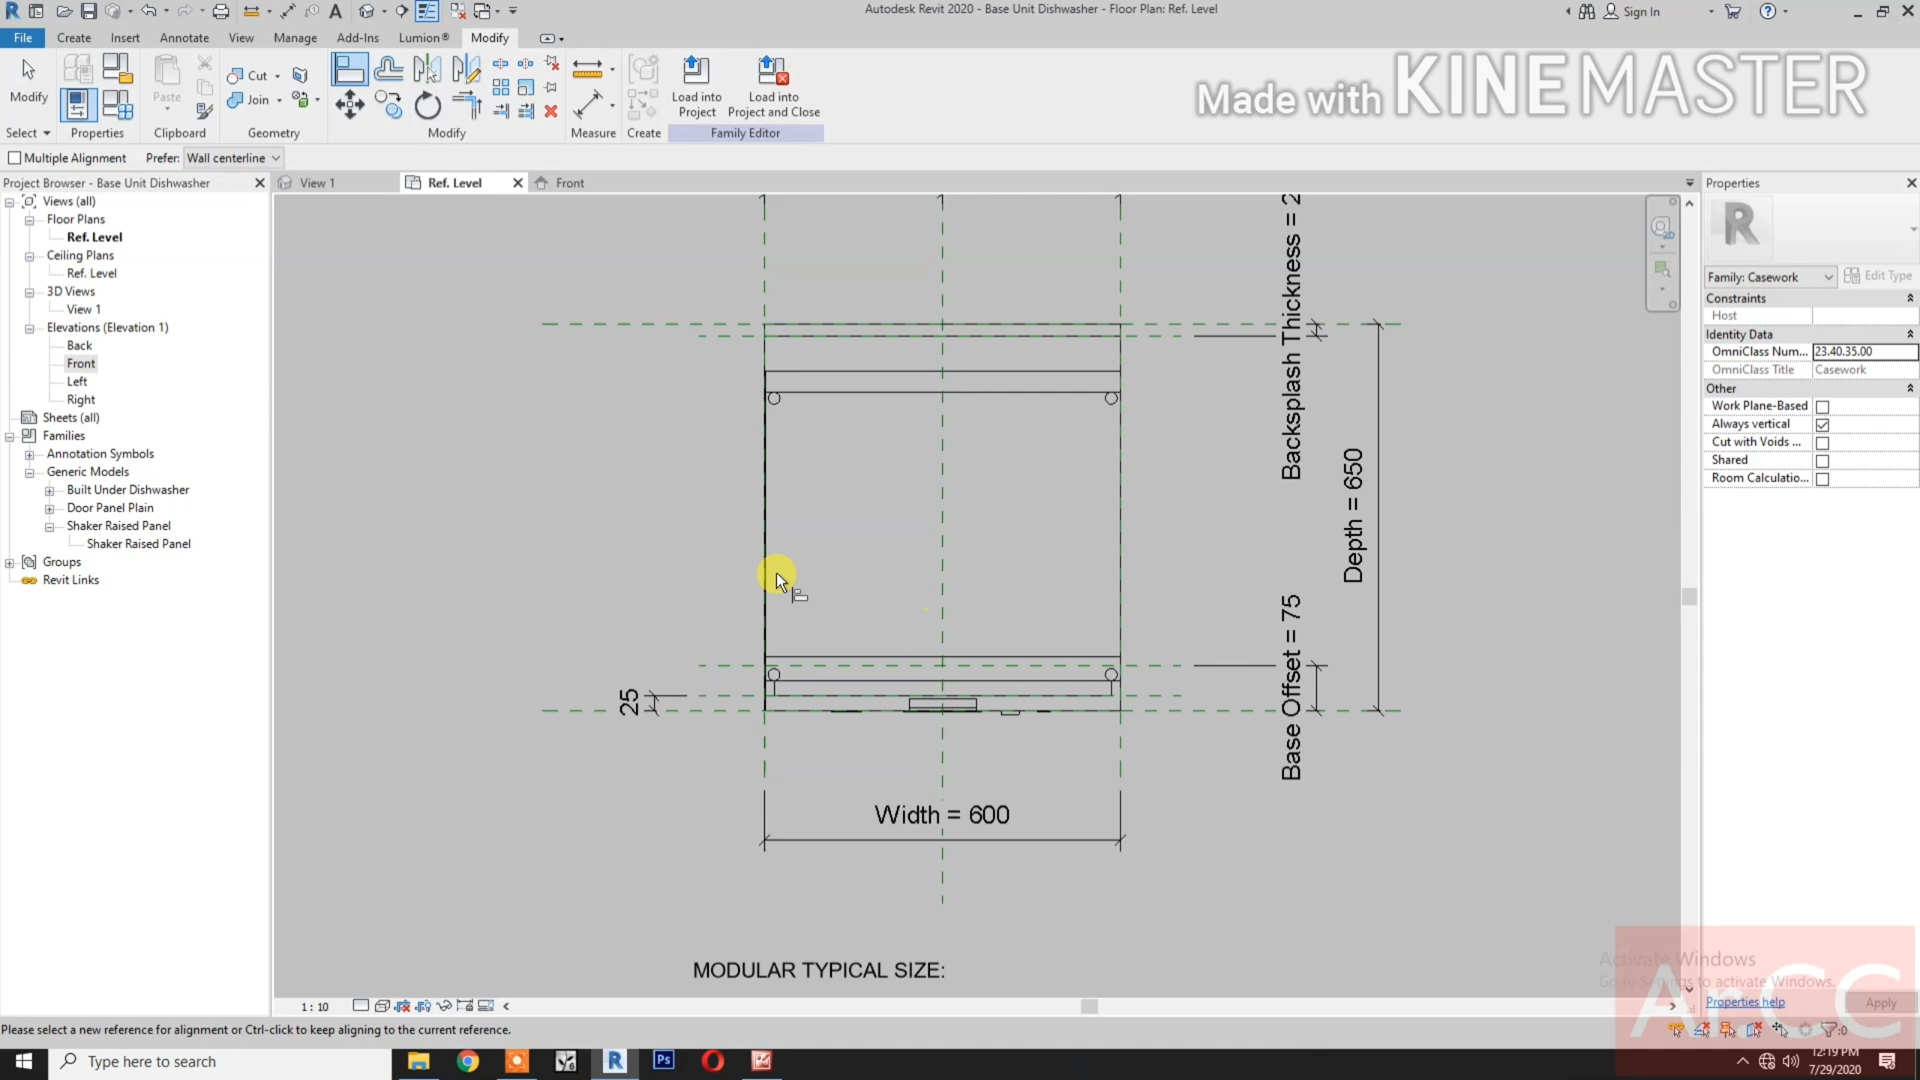 Autodesk Revit 2020 - Base Unit Dishwasher - Floor Plan: Ref. Level
Sign In
File Create Insert Annotate View Manage Add-Ins Lumion® Modify
Modify
Paste
Cut
Join
Load into Project
Load into Project and Close
Select Properties Clipboard Geometry Modify Measure Create Family Editor
Made with KINEMASTER
Multiple Alignment Prefer: Wall centerline
Project Browser - Base Unit Dishwasher
View 1
Ref. Level
Front
Properties
Views (all)
Floor Plans
Ref. Level
Ceiling Plans
Ref. Level
3D Views
View 1
Elevations (Elevation 1)
Back
Front
Left
Right
Sheets (all)
Families
Annotation Symbols
Generic Models
Built Under Dishwasher
Door Panel Plain
Shaker Raised Panel
Shaker Raised Panel
Groups
Revit Links
Backsplash Thickness = 2
Depth = 650
Base Offset = 75
25
Width = 600
MODULAR TYPICAL SIZE:
2D
R
Family: Casework
Edit Type
Constraints
Host
Identity Data
OmniClass Num... 23.40.35.00
OmniClass Title Casework
Other
Work Plane-Based
Always vertical
Cut with Voids ...
Shared
Room Calculatio...
Activate Windows
Go to Settings to activate Windows.
Properties help
Apply
ArCC
1 : 10
Please select a new reference for alignment or Ctrl-click to keep aligning to the current reference.
:0
Type here to search
R
Ps
12:19 PM
7/29/2020